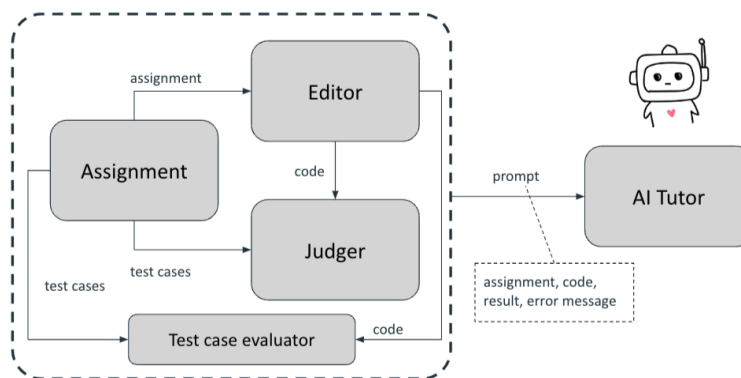 assignment
Editor
Assignment
code
prompt
AI Tutor
Judger
test cases
test cases
assignment, code,
result, error message
code
Test case evaluator